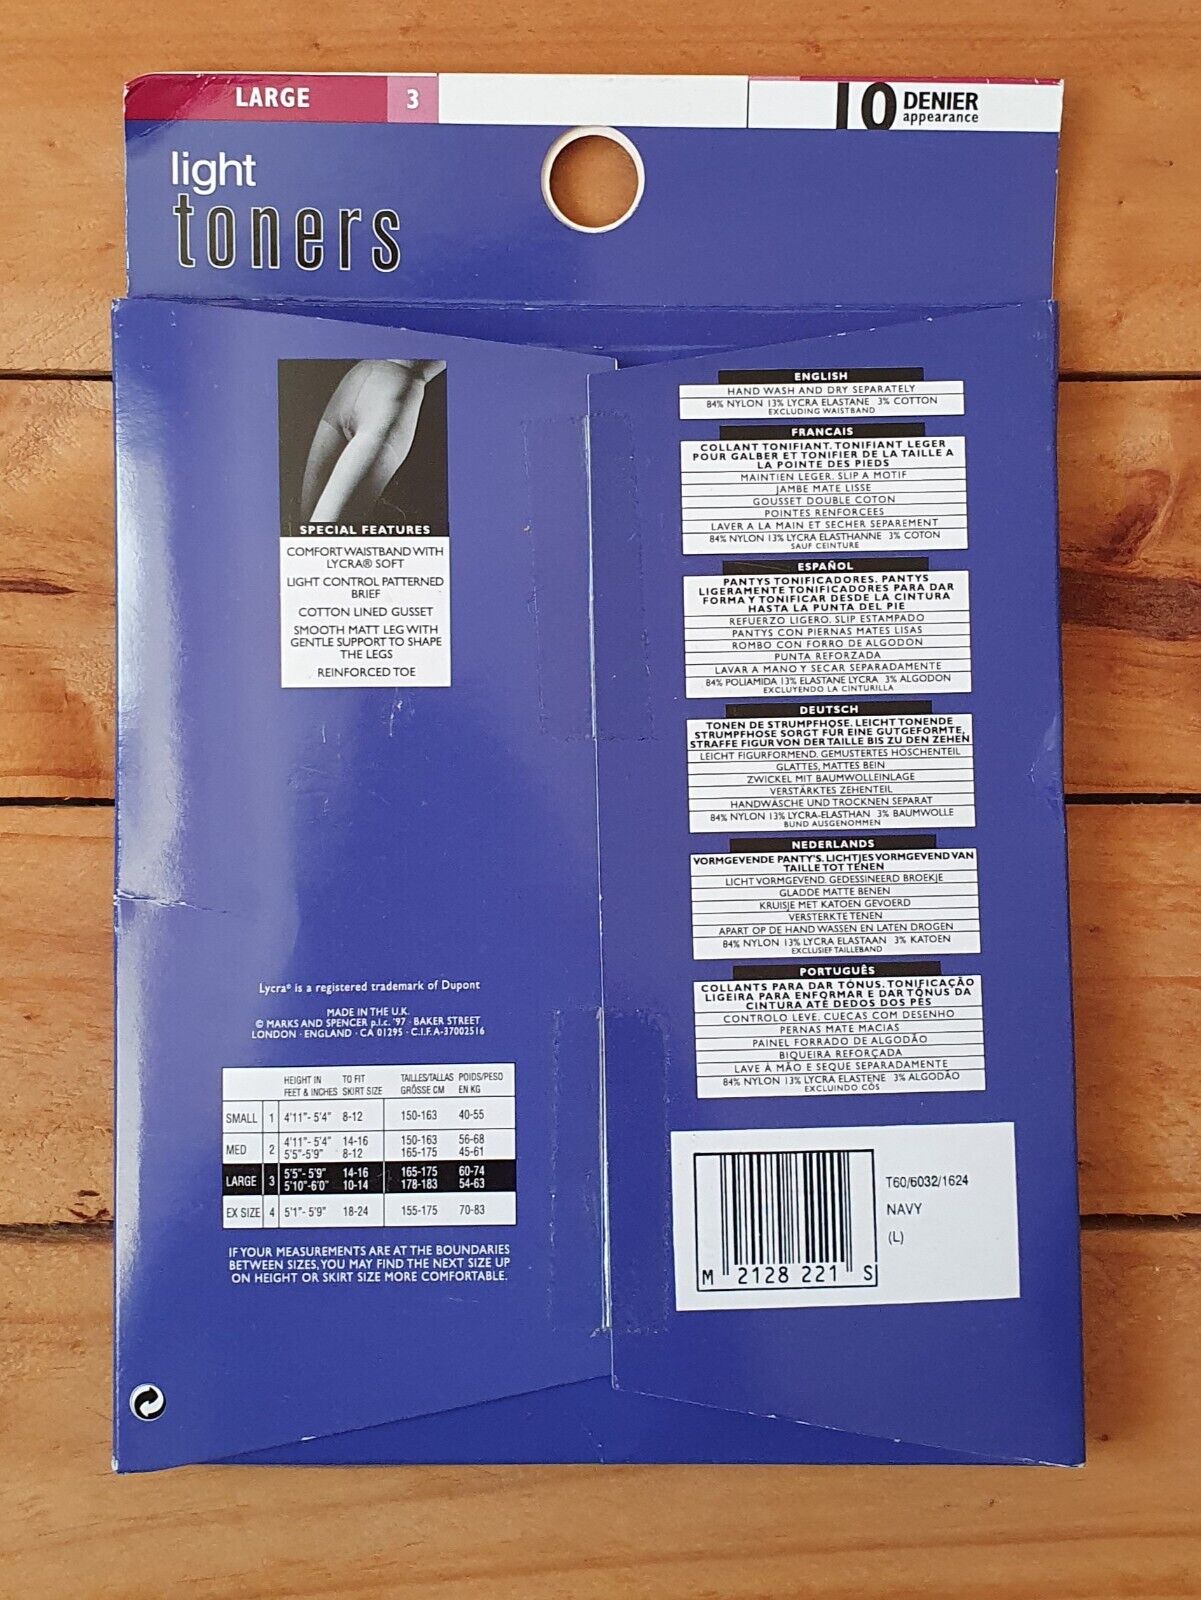 LARGE 3
10 DENIER
appearance
light
toners
SPECIAL FEATURES
COMFORT WAISTBAND WITH
LYCRA® SOFT
LIGHT CONTROL PATTERNED
BRIEF
COTTON LINED GUSSET
SMOOTH MATT LEG WITH
GENTLE SUPPORT TO SHAPE
THE LEGS
REINFORCED TOE
Lycra® is a registered trademark of Dupont
MADE IN THE U.K.
© MARKS AND SPENCER p.l.c. '97 · BAKER STREET
LONDON · ENGLAND · CA 01295 · C.I.F. A-37002516
HEIGHT IN TO FIT TAILLES/TALLAS POIDS/PESO
FEET & INCHES SKIRT SIZE GRÖSSE CM EN KG
SMALL 1 4'11"- 5'4" 8-12 150-163 40-55
MED 2 4'11"- 5'4" 14-16 150-163 56-68
5'5"-5'9" 8-12 165-175 45-61
LARGE 3 5'5"- 5'9" 14-16 165-175 60-74
5'10"-6'0" 10-14 178-183 54-63
EX SIZE 4 5'1"- 5'9" 18-24 155-175 70-83
IF YOUR MEASUREMENTS ARE AT THE BOUNDARIES
BETWEEN SIZES, YOU MAY FIND THE NEXT SIZE UP
ON HEIGHT OR SKIRT SIZE MORE COMFORTABLE.
ENGLISH
HAND WASH AND DRY SEPARATELY
84% NYLON 13% LYCRA ELASTANE 3% COTTON
EXCLUDING WAISTBAND
FRANCAIS
COLLANT TONIFIANT. TONIFIANT LEGER
POUR GALBER ET TONIFIER DE LA TAILLE A
LA POINTE DES PIEDS
MAINTIEN LEGER. SLIP A MOTIF
JAMBE MATE LISSE
GOUSSET DOUBLE COTON
POINTES RENFORCEES
LAVER A LA MAIN ET SECHER SEPAREMENT
84% NYLON 13% LYCRA ELASTHANNE 3% COTON
SAUF CEINTURE
ESPAÑOL
PANTYS TONIFICADORES. PANTYS
LIGERAMENTE TONIFICADORES PARA DAR
FORMA Y TONIFICAR DESDE LA CINTURA
HASTA LA PUNTA DEL PIE
REFUERZO LIGERO. SLIP ESTAMPADO
PANTYS CON PIERNAS MATES LISAS
ROMBO CON FORRO DE ALGODON
PUNTA REFORZADA
LAVAR A MANO Y SECAR SEPARADAMENTE
84% POLIAMIDA 13% ELASTANE LYCRA 3% ALGODON
EXCLUYENDO LA CINTURILLA
DEUTSCH
TONEN DE STRUMPFHOSE. LEICHT TONENDE
STRUMPFHOSE SORGT FÜR EINE GUTGEFORMTE,
STRAFFE FIGUR VON DER TAILLE BIS ZU DEN ZEHEN
LEICHT FIGURFORMEND. GEMUSTERTES HÖSCHENTEIL
GLATTES, MATTES BEIN
ZWICKEL MIT BAUMWOLLEINLAGE
VERSTÄRKTES ZEHENTEIL
HANDWÄSCHE UND TROCKNEN SEPARAT
84% NYLON 13% LYCRA-ELASTHAN 3% BAUMWOLLE
BUND AUSGENOMMEN
NEDERLANDS
VORMGEVENDE PANTY'S. LICHTJES VORMGEVEND VAN
TAILLE TOT TENEN
LICHT VORMGEVEND. GEDESSINEERD BROEKJE
GLADDE MATTE BENEN
KRUISJE MET KATOEN GEVOERD
VERSTERKTE TENEN
APART OP DE HAND WASSEN EN LATEN DROGEN
84% NYLON 13% LYCRA ELASTAAN 3% KATOEN
EXCLUSIEF TAILLEBAND
PORTUGUÊS
COLLANTS PARA DAR TÓNUS. TONIFICAÇÃO
LIGEIRA PARA ENFORMAR E DAR TÓNUS DA
CINTURA ATÉ DEDOS DOS PÉS
CONTROLO LEVE. CUECAS COM DESENHO
PERNAS MATE MACIAS
PAINEL FORRADO DE ALGODÃO
BIQUEIRA REFORÇADA
LAVE À MÃO E SEQUE SEPARADAMENTE
84% NYLON 13% LYCRA ELASTENE 3% ALGODÃO
EXCLUINDO CÓS
T60/6032/1624
NAVY
(L)
M 2128 221 S